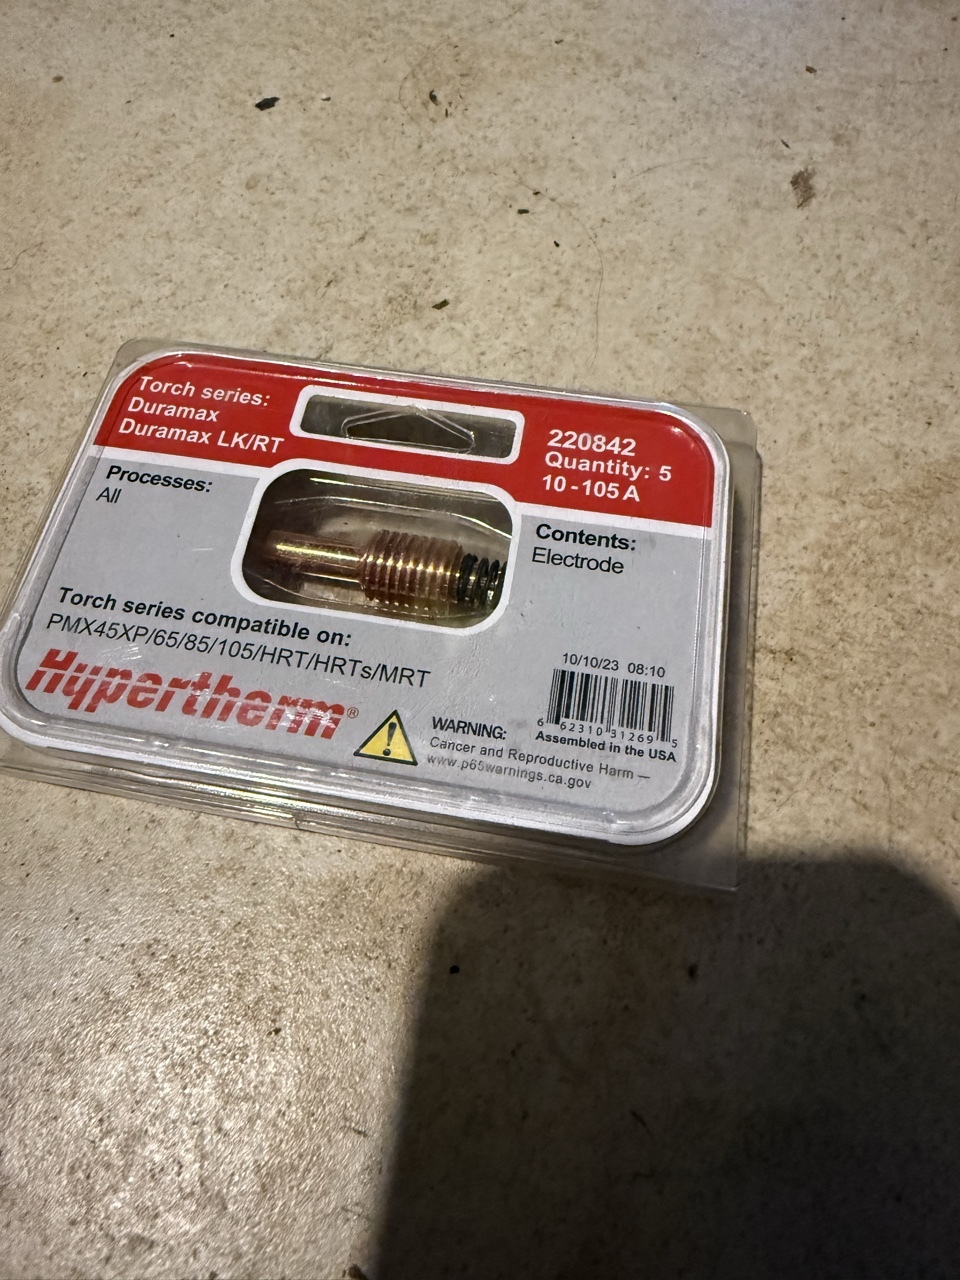 Torch series:
Duramax
Duramax LK/RT
220842
Quantity: 5
10-105 A
Processes:
All
Contents:
Electrode
Torch series compatible on:
PMX45XP/65/85/105/HRT/HRTs/MRT
Hypertherm®
10/10/23 08:10
6 62310 31269 5
Assembled in the USA
WARNING:
Cancer and Reproductive Harm —
www.p65warnings.ca.gov